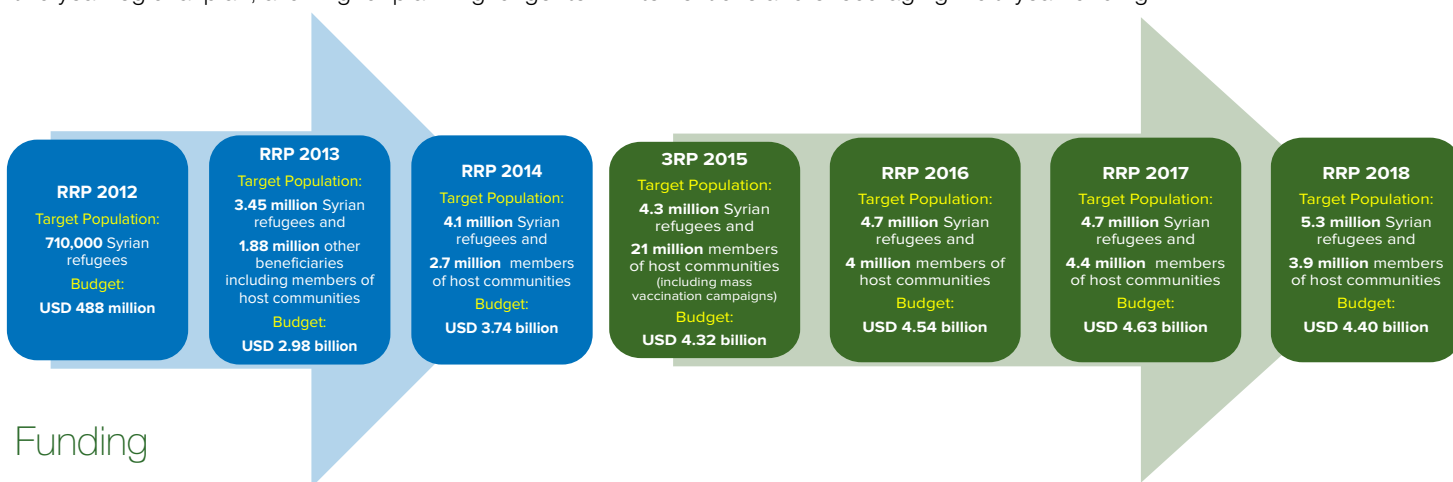 RRP 2012
Target Population:
710,000 Syrian
refugees
Budget:
USD 488 million
RRP 2013
Target Population:
3.45 million Syrian
refugees and
1.88 million other
beneficiaries
including members of
host communities
Budget:
USD 2.98 billion
RRP 2014
Target Population:
4.1 million Syrian
refugees and
2.7 million members
of host communities
Budget:
USD 3.74 billion
3RP 2015
Target Population:
4.3 million Syrian
refugees and
21 million members
of host communities
(including mass
vaccination campaigns)
Budget:
USD 4.32 billion
RRP 2016
Target Population:
4.7 million Syrian
refugees and
4 million members of
host communities
Budget:
USD 4.54 billion
RRP 2017
Target Population:
4.7 million Syrian
refugees and
4.4 million members
of host communities
Budget:
USD 4.63 billion
RRP 2018
Target Population:
5.3 million Syrian
refugees and
3.9 million members
of host communities
Budget:
USD 4.40 billion
Funding